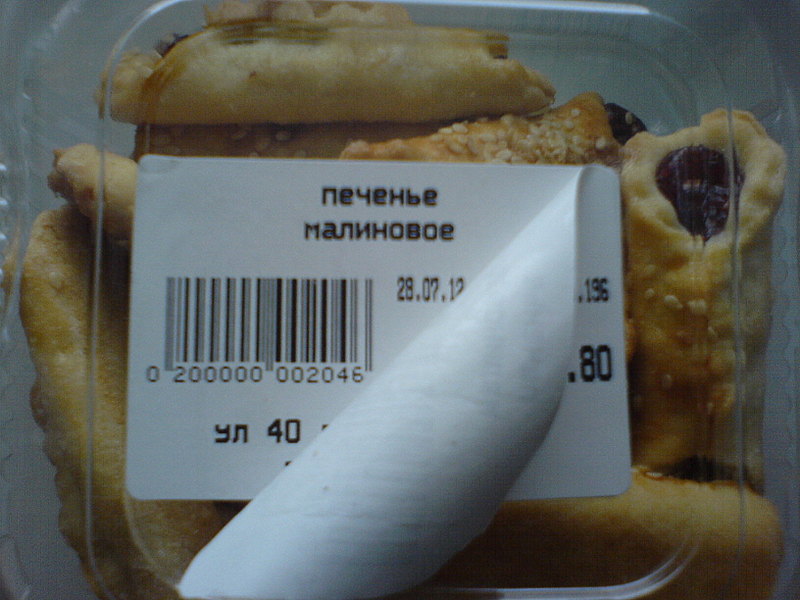 печенье
малиновое
28.07.12 .196
0 200000 002046
.80
ул 40